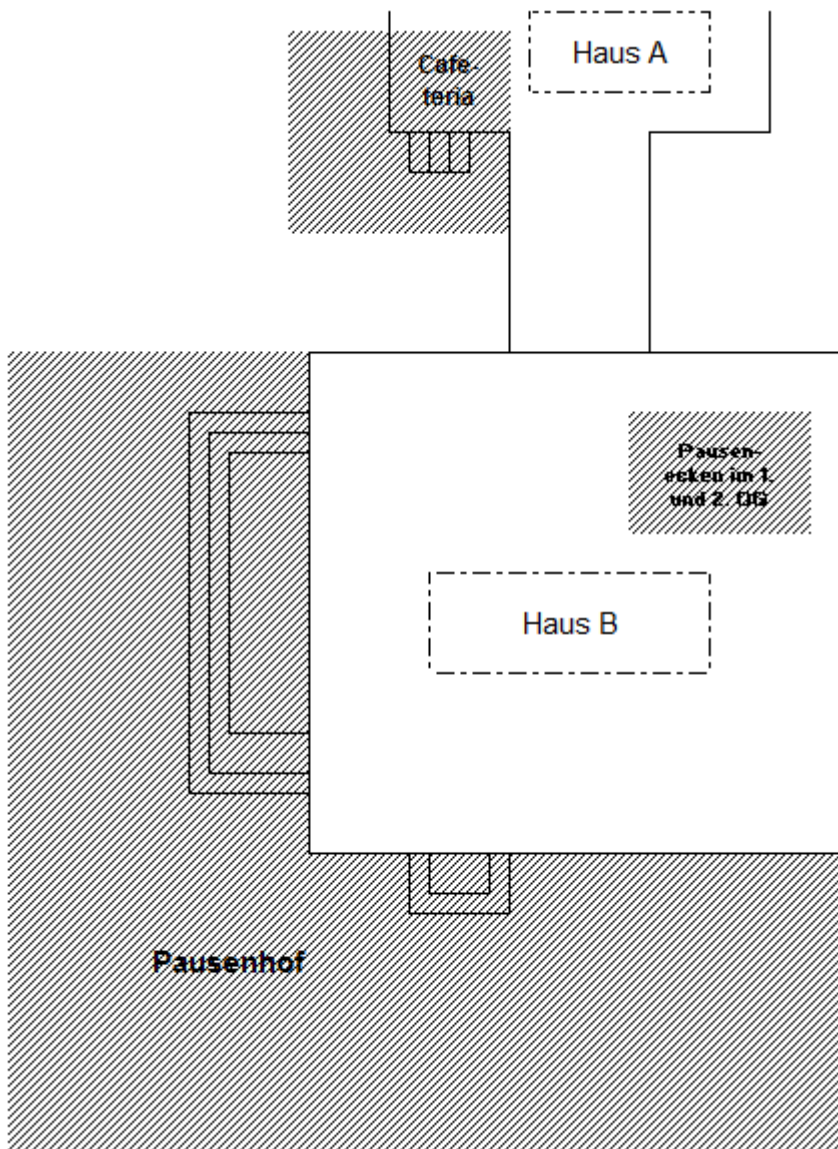 Haus A
Cafe-
teria
Pausen-
ecken im 1.
und 2. OG
Haus B
Pausenhof